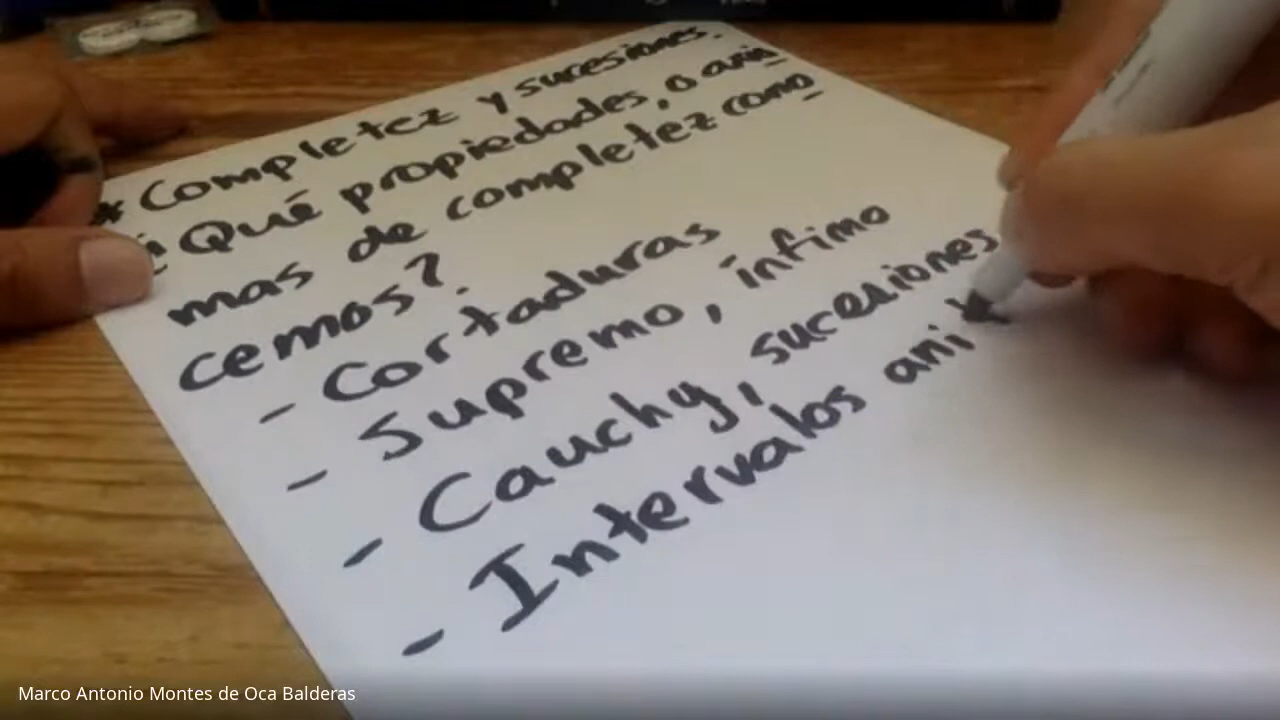 * Completez y sucesiones.
¿Qué propiedades, o axio
mas de completez cono
cemos?
- Cortaduras
- Supremo, ínfimo
- Cauchy, sucesiones
- Intervalos
Marco Antonio Montes de Oca Balderas